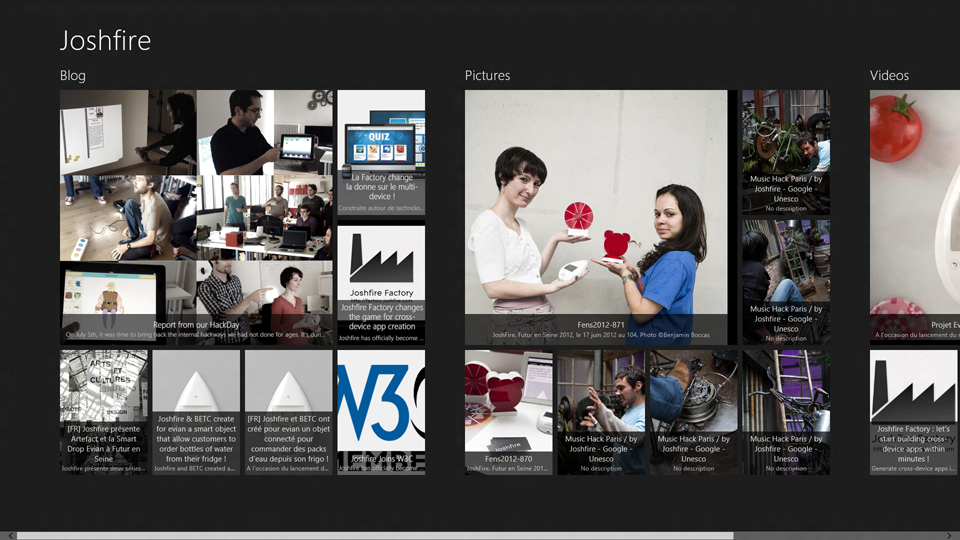 Joshfire
Blog
Report from our HackDay
On July 5th, it was time to bring back the internal hackways we had not done for ages. It's our...
QUIZ
La Factory change
la donne sur le multi-
device !
Construite autour de technolo...
Joshfire Factory
Joshfire Factory changes
the game for cross-
device app creation
Joshfire has officially become ...
ARTS
ET
CULTURES
DESIGN
[FR] Joshfire présente
Artefact et la Smart
Drop Evian à Futur en
Seine
Joshfire présente deux séries...
Joshfire & BETC create
for evian a smart object
that allow customers to
order bottles of water
from their fridge !
Joshfire and BETC created a...
[FR] Joshfire et BETC ont
créé pour evian un objet
connecté pour
commander des packs
d'eau depuis son frigo !
A l'occasion du lancement d...
W3C
Joshfire Joins W3C
Joshfire has officially become ...
Pictures
Fens2012-871
Joshfire, Futur en Seine 2012, le 17 juin 2012 au 104. Photo ©Benjamin Boccas
Music Hack Paris / by
Joshfire - Google -
Unesco
No description
Music Hack Paris / by
Joshfire - Google -
Unesco
No description
joshfire
Fens2012-870
Joshfire, Futur en Seine 201...
Music Hack Paris / by
Joshfire - Google -
Unesco
No description
Music Hack Paris / by
Joshfire - Google -
Unesco
No description
Music Hack Paris / by
Joshfire - Google -
Unesco
No description
Videos
Projet Ev
A l'occasion du lancement du s
Joshfire Factory : let's
start building cross-
device apps within
minutes !
Generate cross-device apps i...